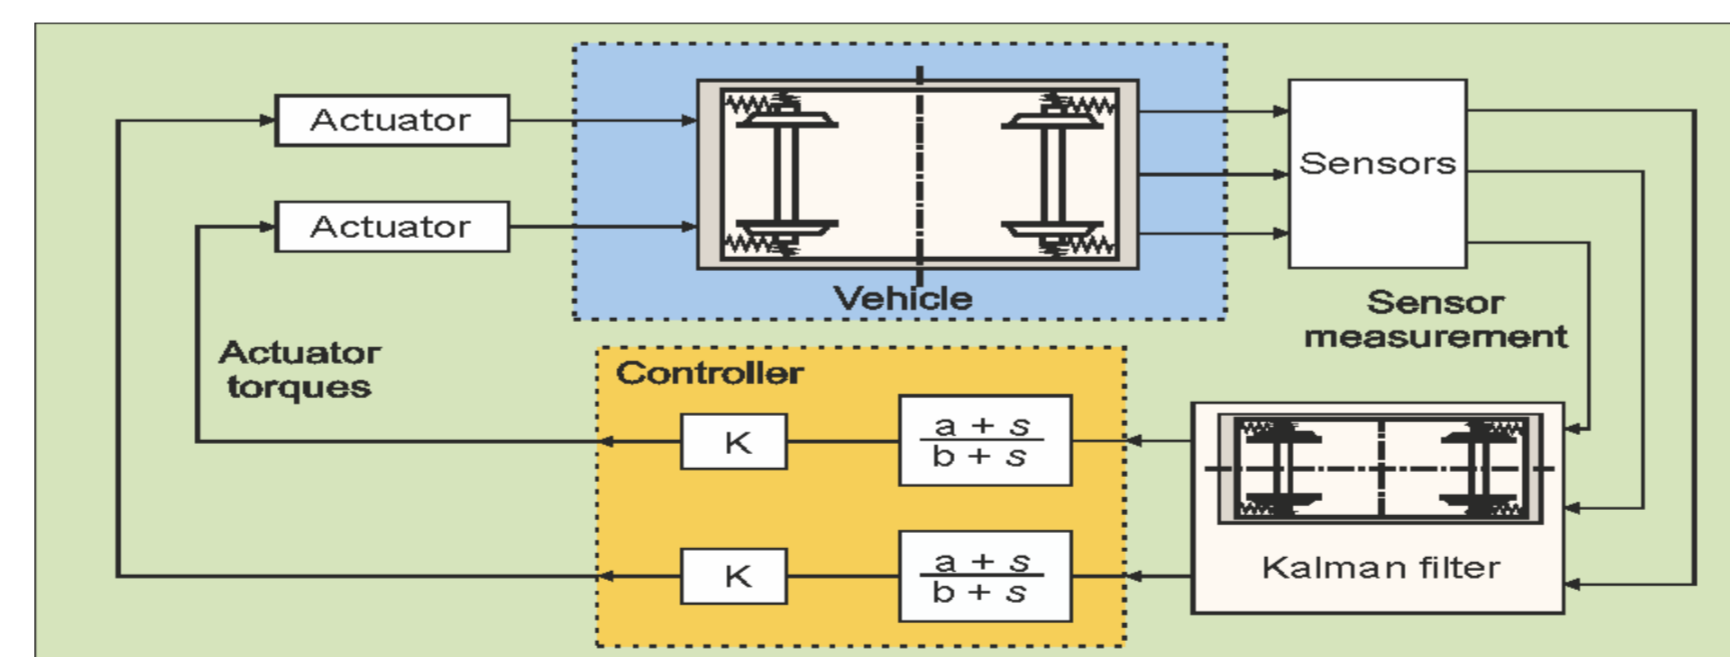 Actuator
Actuator
Vehicle
Sensors
Sensor
measurement
Actuator
torques
Controller
K
a + s
b + s
K
a + s
b + s
Kalman filter